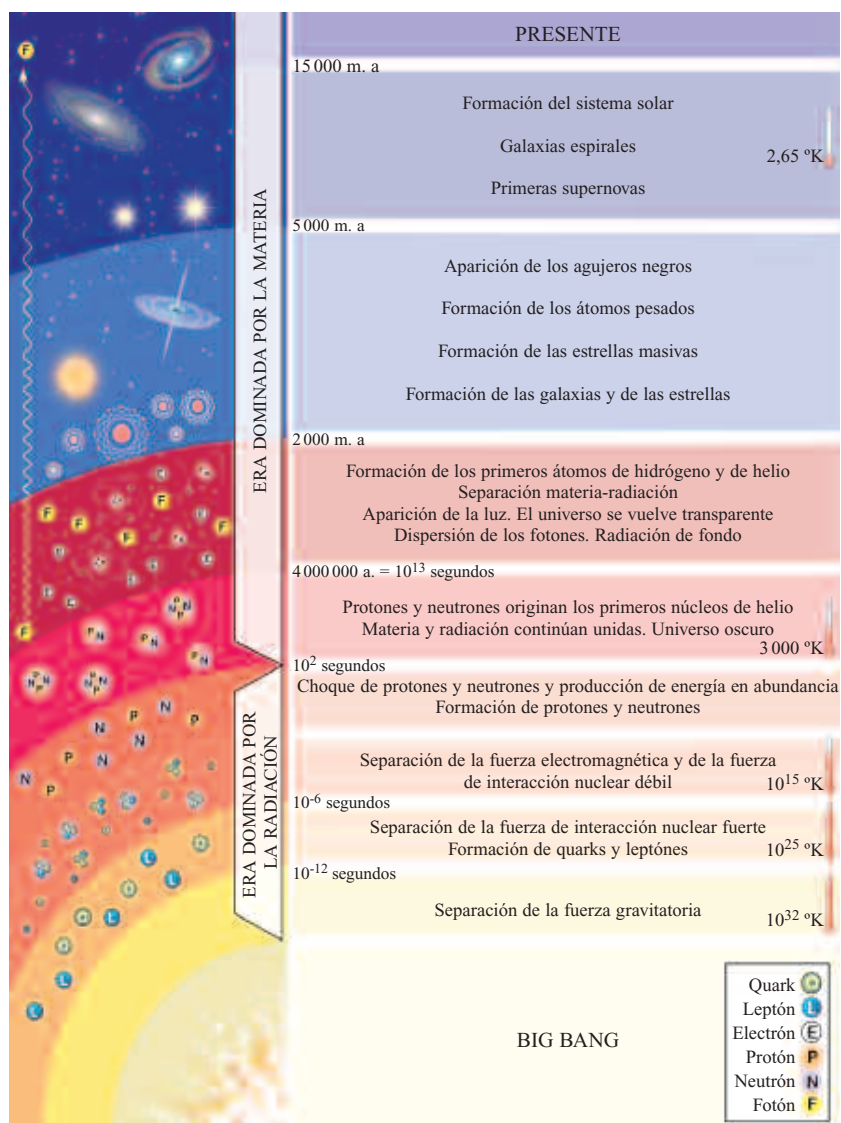 PRESENTE
15 000 m. a
Formación del sistema solar
Galaxias espirales
2,65 ºK
Primeras supernovas
5 000 m. a
Aparición de los agujeros negros
Formación de los átomos pesados
Formación de las estrellas masivas
Formación de las galaxias y de las estrellas
2 000 m. a
ERA DOMINADA POR LA MATERIA
Formación de los primeros átomos de hidrógeno y de helio
Separación materia-radiación
Aparición de la luz. El universo se vuelve transparente
Dispersión de los fotones. Radiación de fondo
4 000 000 a. = 10¹³ segundos
Protones y neutrones originan los primeros núcleos de helio
Materia y radiación continúan unidas. Universo oscuro
3 000 ºK
10² segundos
Choque de protones y neutrones y producción de energía en abundancia
Formación de protones y neutrones
ERA DOMINADA POR
LA RADIACIÓN
Separación de la fuerza electromagnética y de la fuerza
de interacción nuclear débil
10¹⁵ ºK
10⁻⁶ segundos
Separación de la fuerza de interacción nuclear fuerte
Formación de quarks y leptónes
10²⁵ ºK
10⁻¹² segundos
Separación de la fuerza gravitatoria
10³² ºK
BIG BANG
Quark
Leptón L
Electrón E
Protón P
Neutrón N
Fotón F